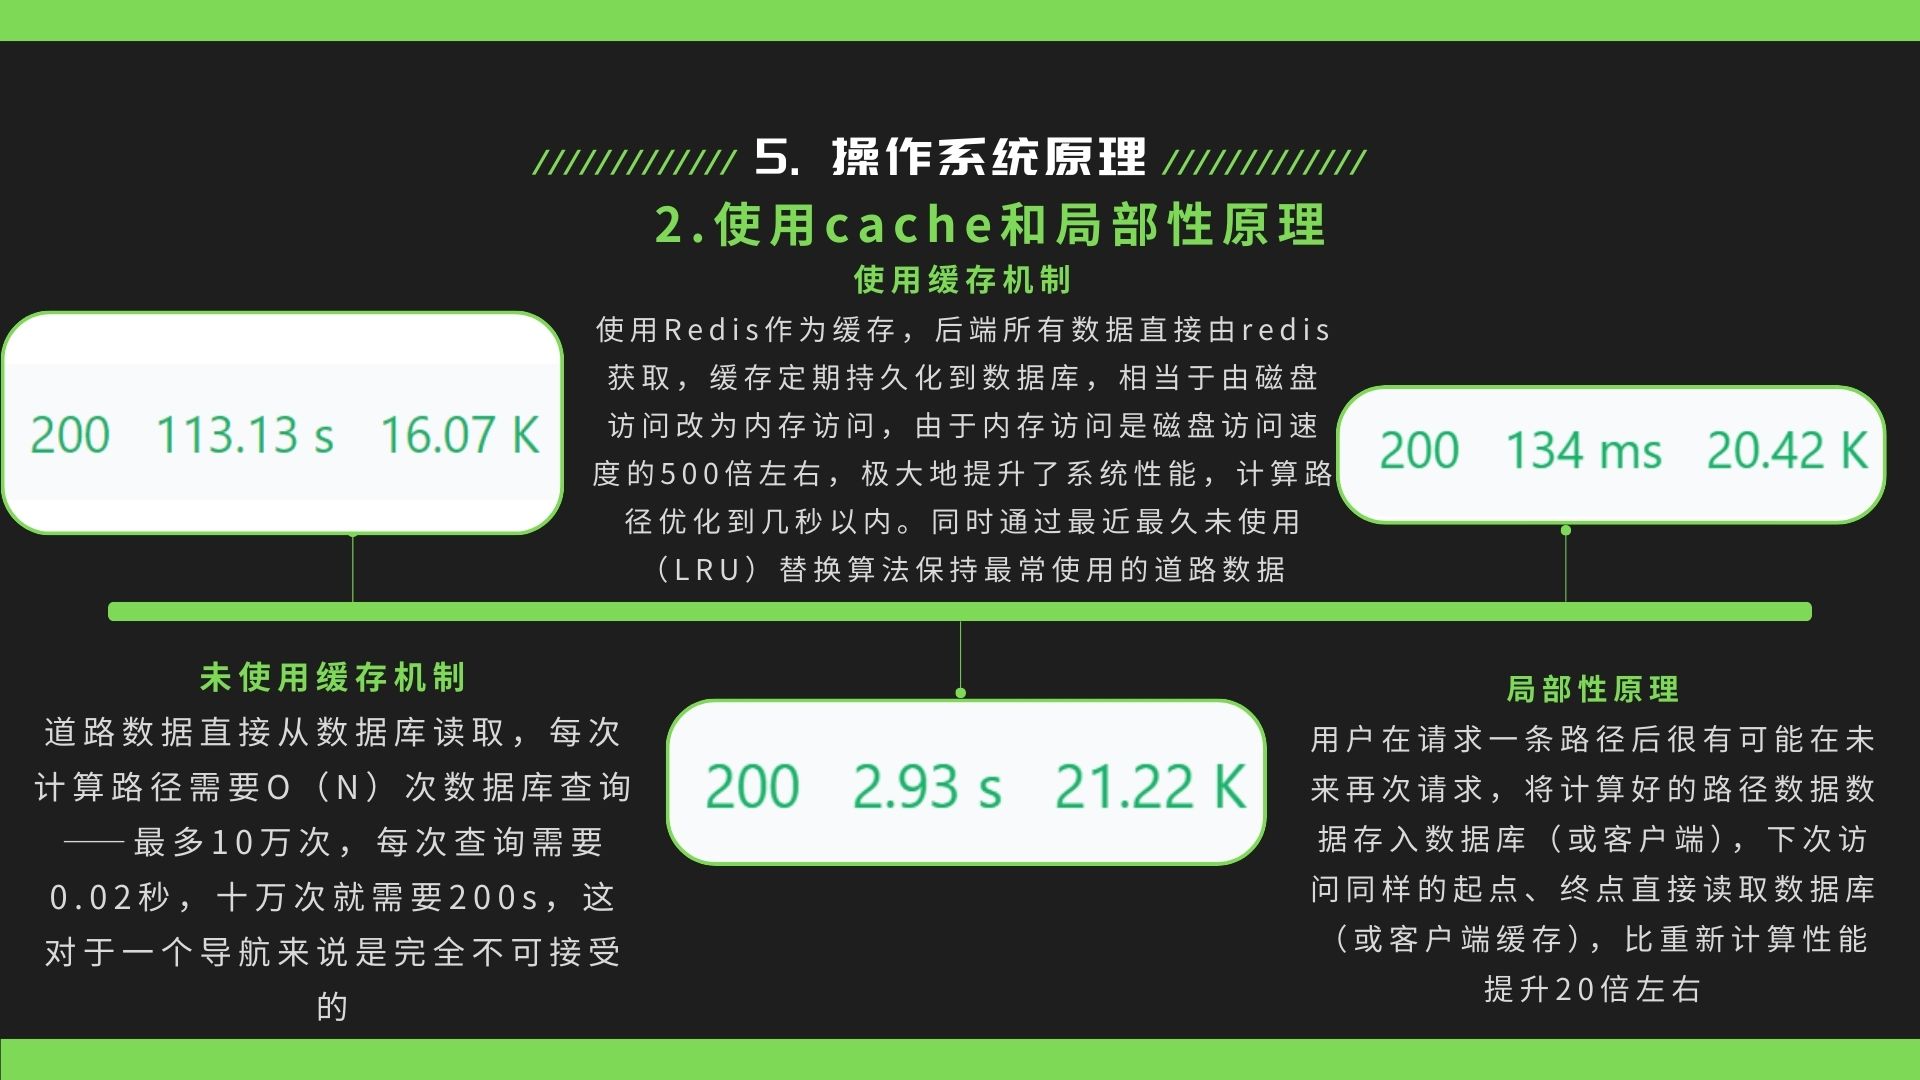 5. 操作系统原理
2.使用cache和局部性原理
使用缓存机制
使用Redis作为缓存，后端所有数据直接由redis
获取，缓存定期持久化到数据库，相当于由磁盘
访问改为内存访问，由于内存访问是磁盘访问速
度的500倍左右，极大地提升了系统性能，计算路
径优化到几秒以内。同时通过最近最久未使用
（LRU）替换算法保持最常使用的道路数据
200 113.13 s 16.07 K
200 134 ms 20.42 K
未使用缓存机制
道路数据直接从数据库读取，每次
计算路径需要O（N）次数据库查询
——最多10万次，每次查询需要
0.02秒，十万次就需要200s，这
对于一个导航来说是完全不可接受
的
200 2.93 s 21.22 K
局部性原理
用户在请求一条路径后很有可能在未
来再次请求，将计算好的路径数据数
据存入数据库（或客户端），下次访
问同样的起点、终点直接读取数据库
（或客户端缓存），比重新计算性能
提升20倍左右